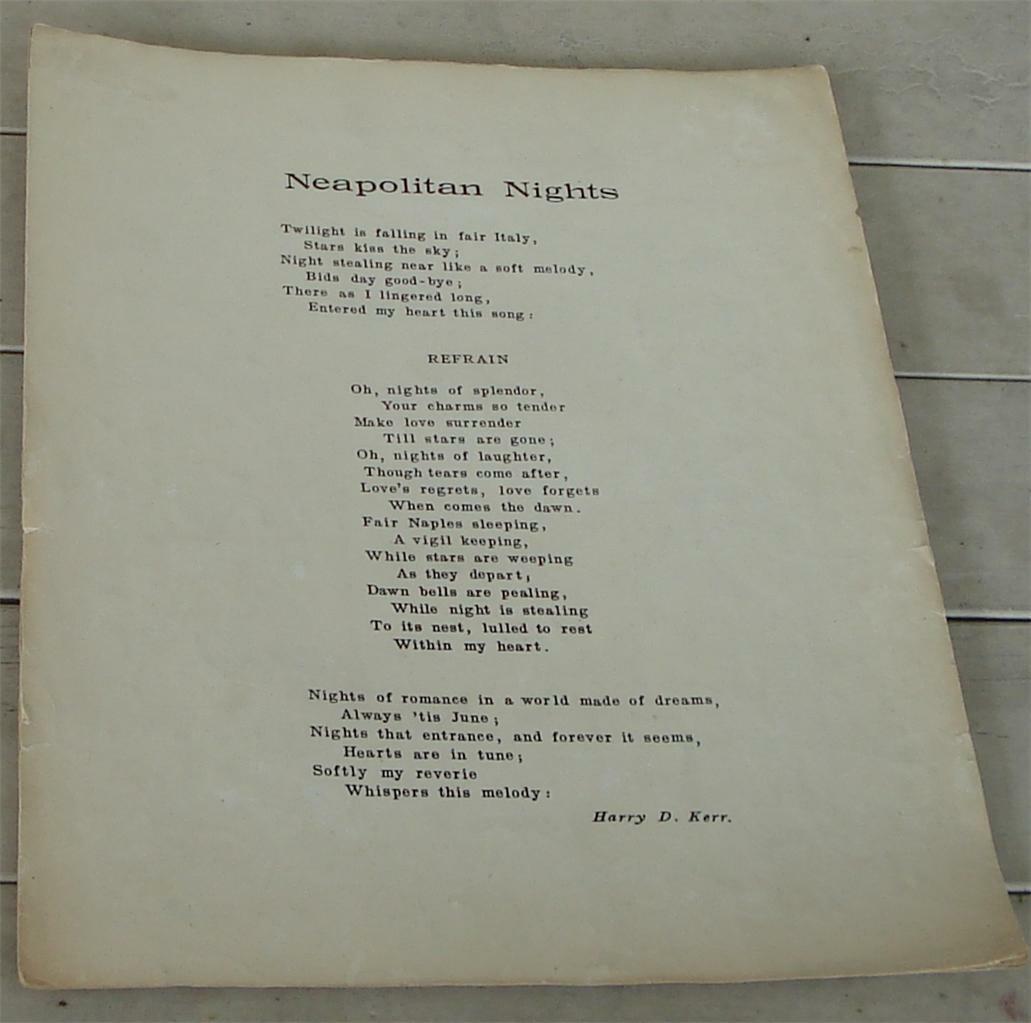 Neapolitan Nights
Twilight is falling in fair Italy,
Stars kiss the sky;
Night stealing near like a soft melody,
Bids day good-bye;
There as I lingered long,
Entered my heart this song:
REFRAIN
Oh, nights of splendor,
Your charms so tender
Make love surrender
Till stars are gone;
Oh, nights of laughter,
Though tears come after,
Love's regrets, love forgets
When comes the dawn.
Fair Naples sleeping,
A vigil keeping,
While stars are weeping
As they depart;
Dawn bells are pealing,
While night is stealing
To its nest, lulled to rest
Within my heart.
Nights of romance in a world made of dreams,
Always 'tis June;
Nights that entrance, and forever it seems,
Hearts are in tune;
Softly my reverie
Whispers this melody:
Harry D. Kerr.